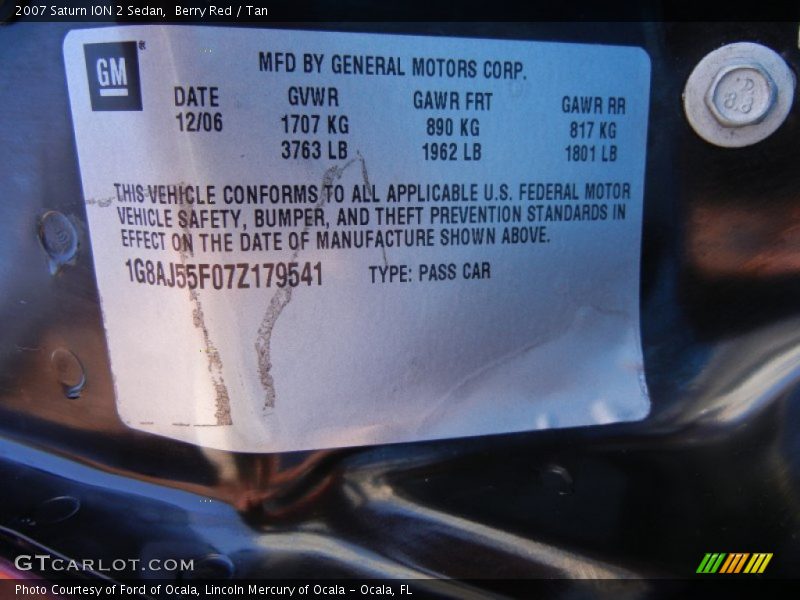 2007 Saturn ION 2 Sedan,  Berry Red / Tan
GM
®
MFD BY GENERAL MOTORS CORP.
DATE GVWR GAWR FRT GAWR RR
12/06 1707 KG 890 KG 817 KG
3763 LB 1962 LB 1801 LB
THIS VEHICLE CONFORMS TO ALL APPLICABLE U.S. FEDERAL MOTOR
VEHICLE SAFETY, BUMPER, AND THEFT PREVENTION STANDARDS IN
EFFECT ON THE DATE OF MANUFACTURE SHOWN ABOVE.
1G8AJ55F07Z179541 TYPE: PASS CAR
GTCARLOT.COM
Photo Courtesy of Ford of Ocala, Lincoln Mercury of Ocala - Ocala, FL